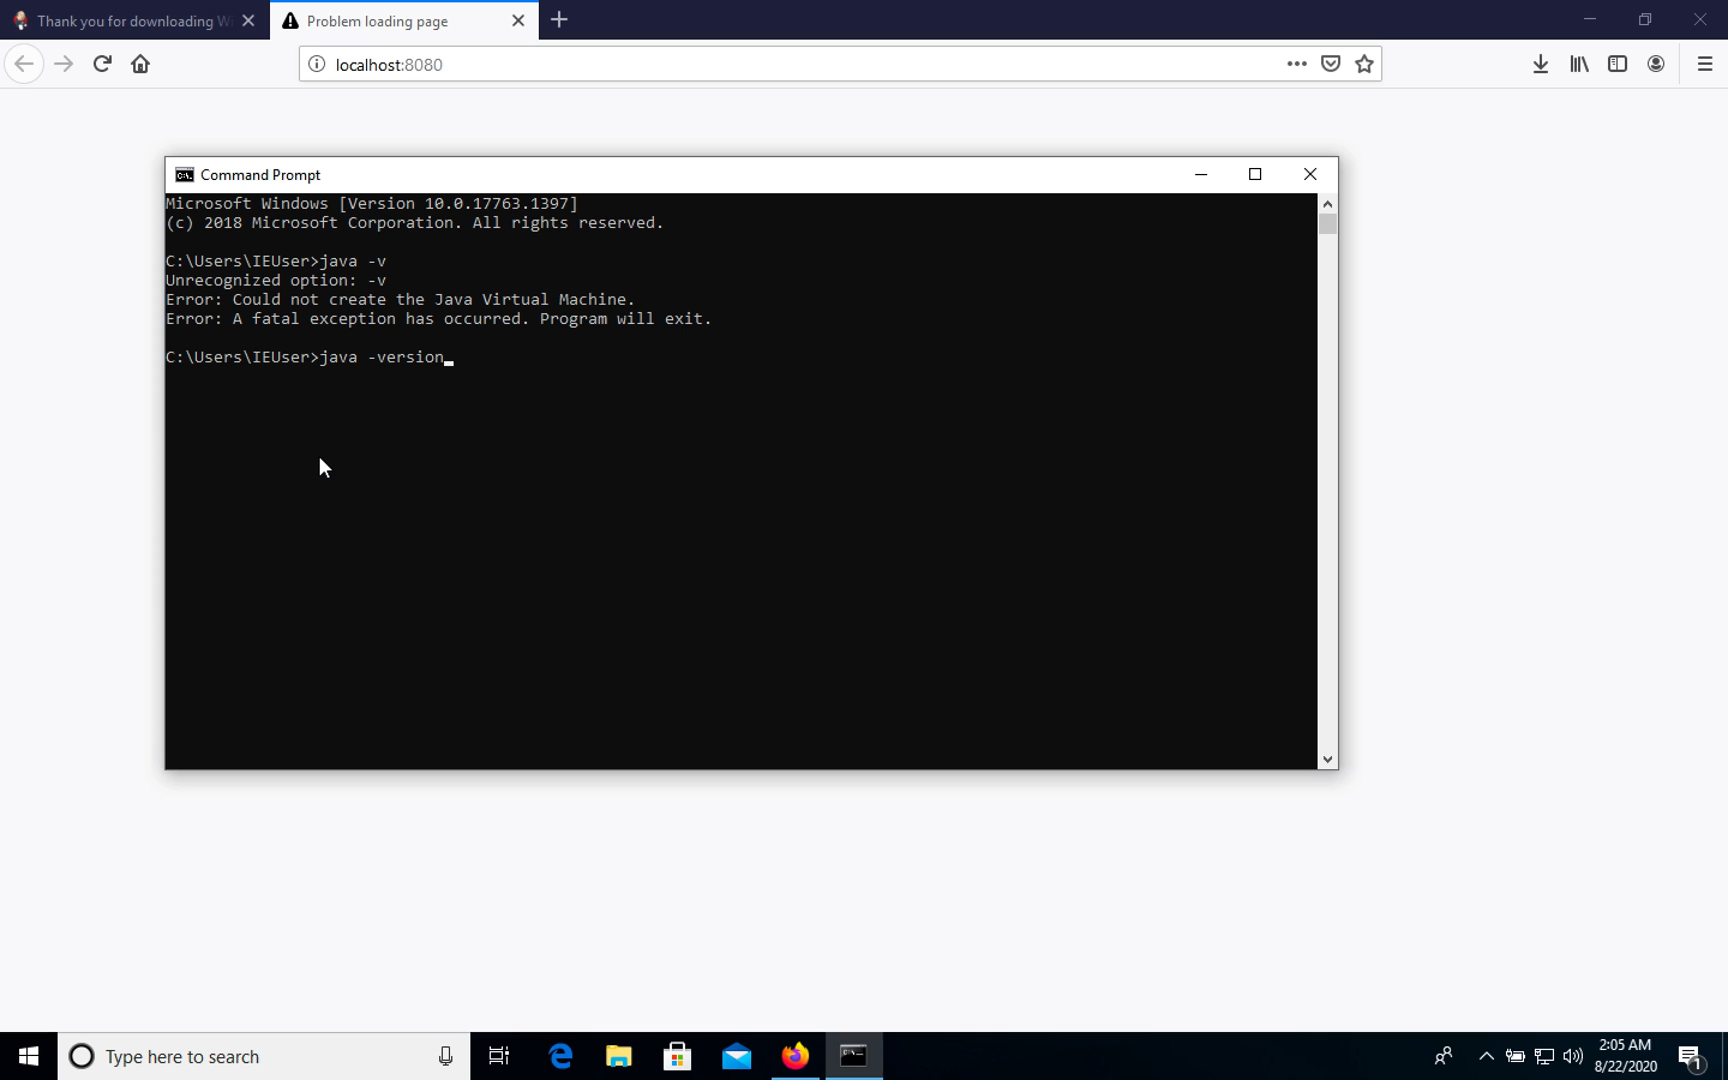 Thank you for downloading Wi
Problem loading page
localhost:8080
Command Prompt
Microsoft Windows [Version 10.0.17763.1397]
(c) 2018 Microsoft Corporation. All rights reserved.
C:\Users\IEUser>java -v
Unrecognized option: -v
Error: Could not create the Java Virtual Machine.
Error: A fatal exception has occurred. Program will exit.
C:\Users\IEUser>java -version
Type here to search
2:05 AM
8/22/2020
1